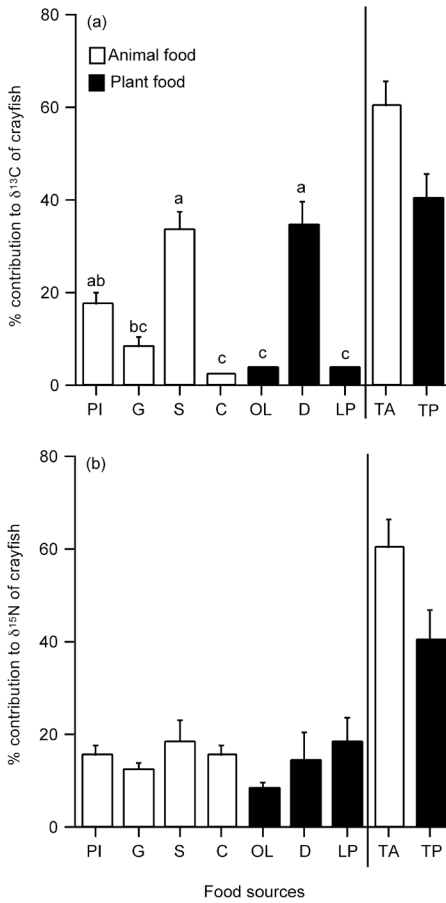 80
(a)
Animal food
Plant food
% contribution to δ¹³C of crayfish
60
40
20
0
ab
bc
a
c
c
a
c
PI G S C OL D LP TA TP
80
(b)
% contribution to δ¹⁵N of crayfish
60
40
20
0
PI G S C OL D LP TA TP
Food sources